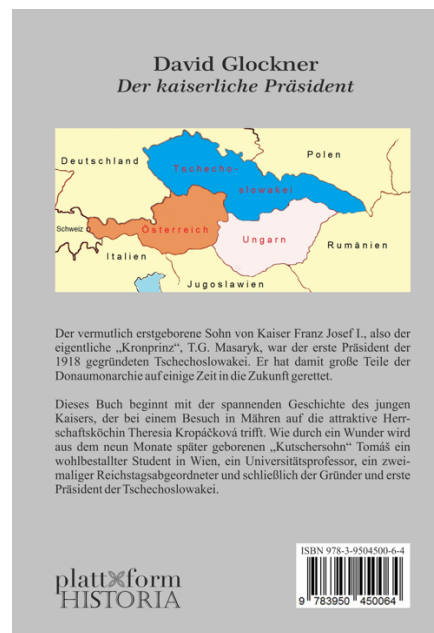 David Glockner
Der kaiserliche Präsident
Deutschland
Polen
Tschecho-
slowakei
Schweiz
Österreich
Ungarn
Italien
Rumänien
Jugoslawien
Der vermutlich erstgeborene Sohn von Kaiser Franz Josef I., also der
eigentliche „Kronprinz“, T.G. Masaryk, war der erste Präsident der
1918 gegründeten Tschechoslowakei. Er hat damit große Teile der
Donaumonarchie auf einige Zeit in die Zukunft gerettet.
Dieses Buch beginnt mit der spannenden Geschichte des jungen
Kaisers, der bei einem Besuch in Mähren auf die attraktive Herr-
schaftsköchin Theresia Kropáčková trifft. Wie durch ein Wunder wird
aus dem neun Monate später geborenen „Kutschersohn“ Tomáš ein
wohlbestallter Student in Wien, ein Universitätsprofessor, ein zwei-
maliger Reichstagsabgeordneter und schließlich der Gründer und erste
Präsident der Tschechoslowakei.
ISBN 978-3-9504500-6-4
9 783950 450064
plattform
HISTORIA